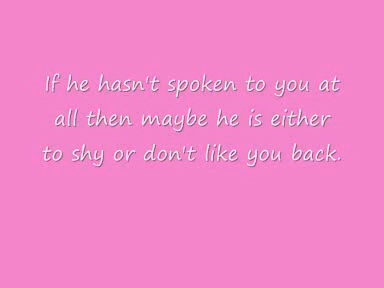 If he hasn't spoken to you at
all then maybe he is either
to shy or don't like you back.